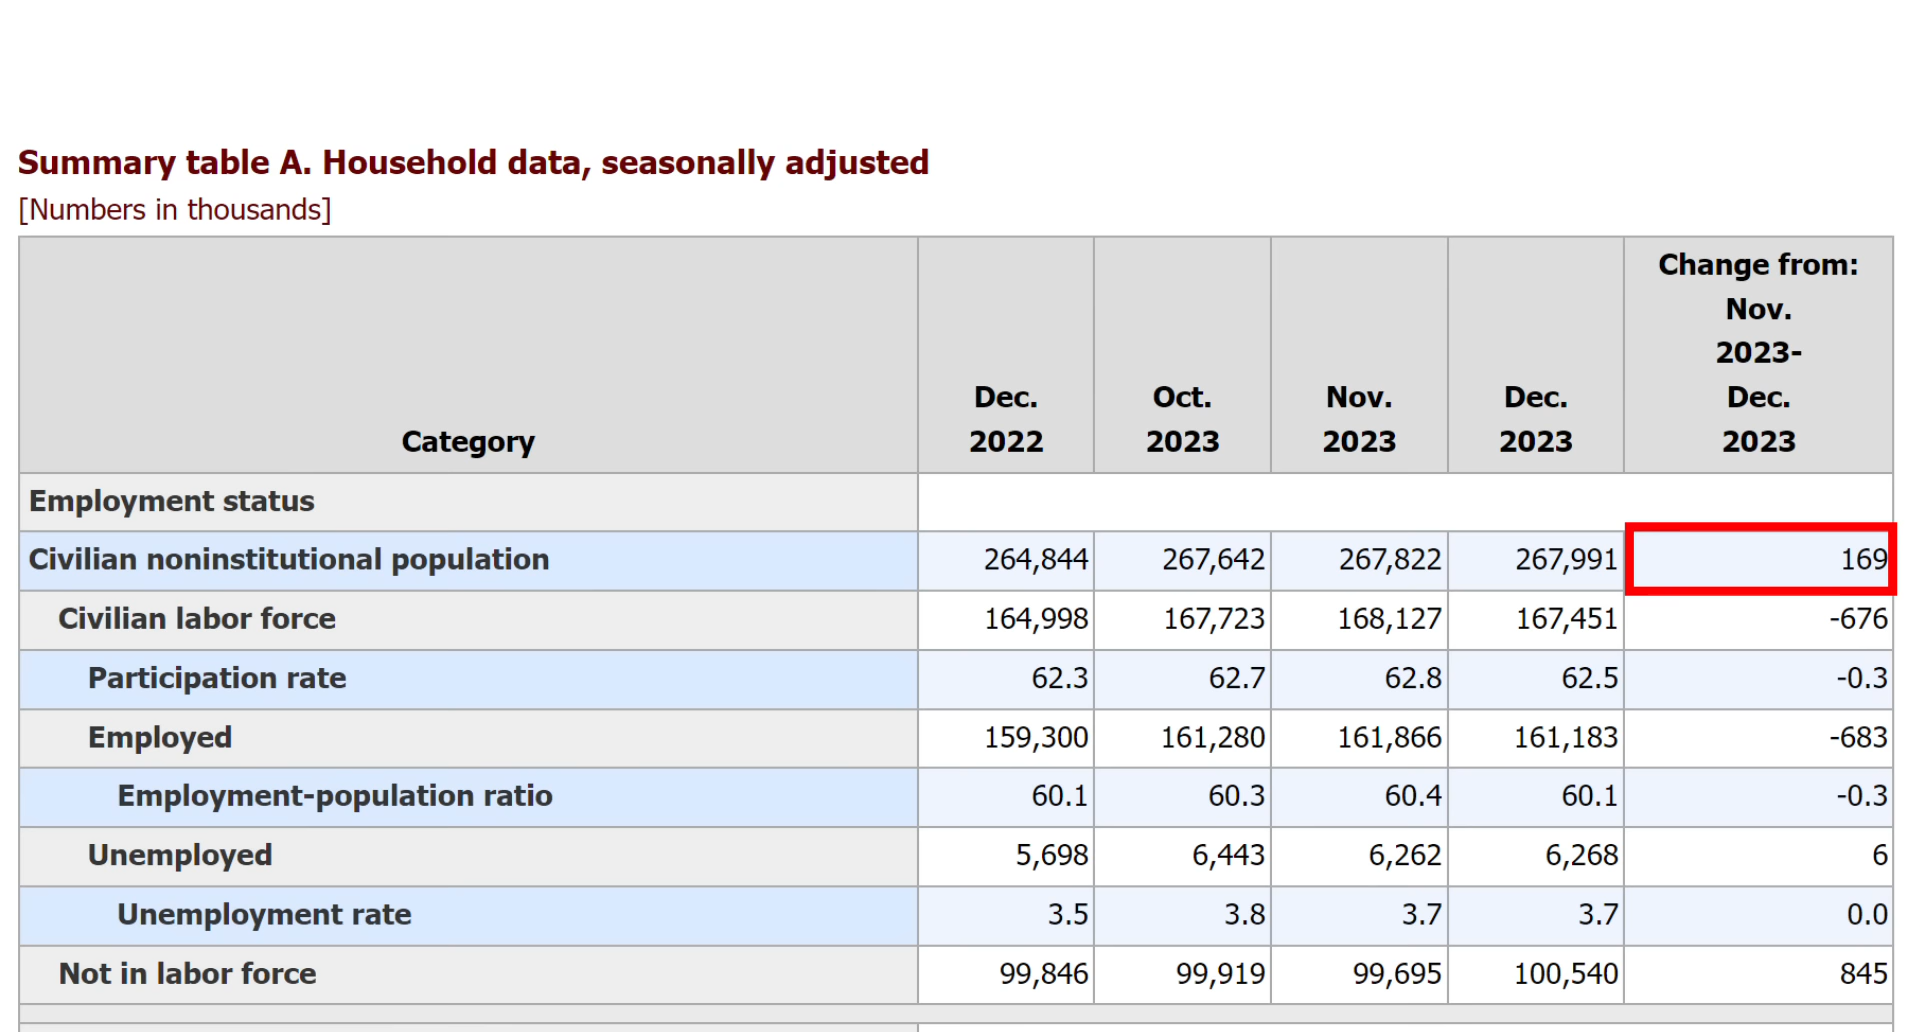 Summary table A. Household data, seasonally adjusted
[Numbers in thousands]
Category Dec. 2022 Oct. 2023 Nov. 2023 Dec. 2023 Change from: Nov. 2023- Dec. 2023
Employment status
Civilian noninstitutional population 264,844 267,642 267,822 267,991 169
Civilian labor force 164,998 167,723 168,127 167,451 -676
Participation rate 62.3 62.7 62.8 62.5 -0.3
Employed 159,300 161,280 161,866 161,183 -683
Employment-population ratio 60.1 60.3 60.4 60.1 -0.3
Unemployed 5,698 6,443 6,262 6,268 6
Unemployment rate 3.5 3.8 3.7 3.7 0.0
Not in labor force 99,846 99,919 99,695 100,540 845